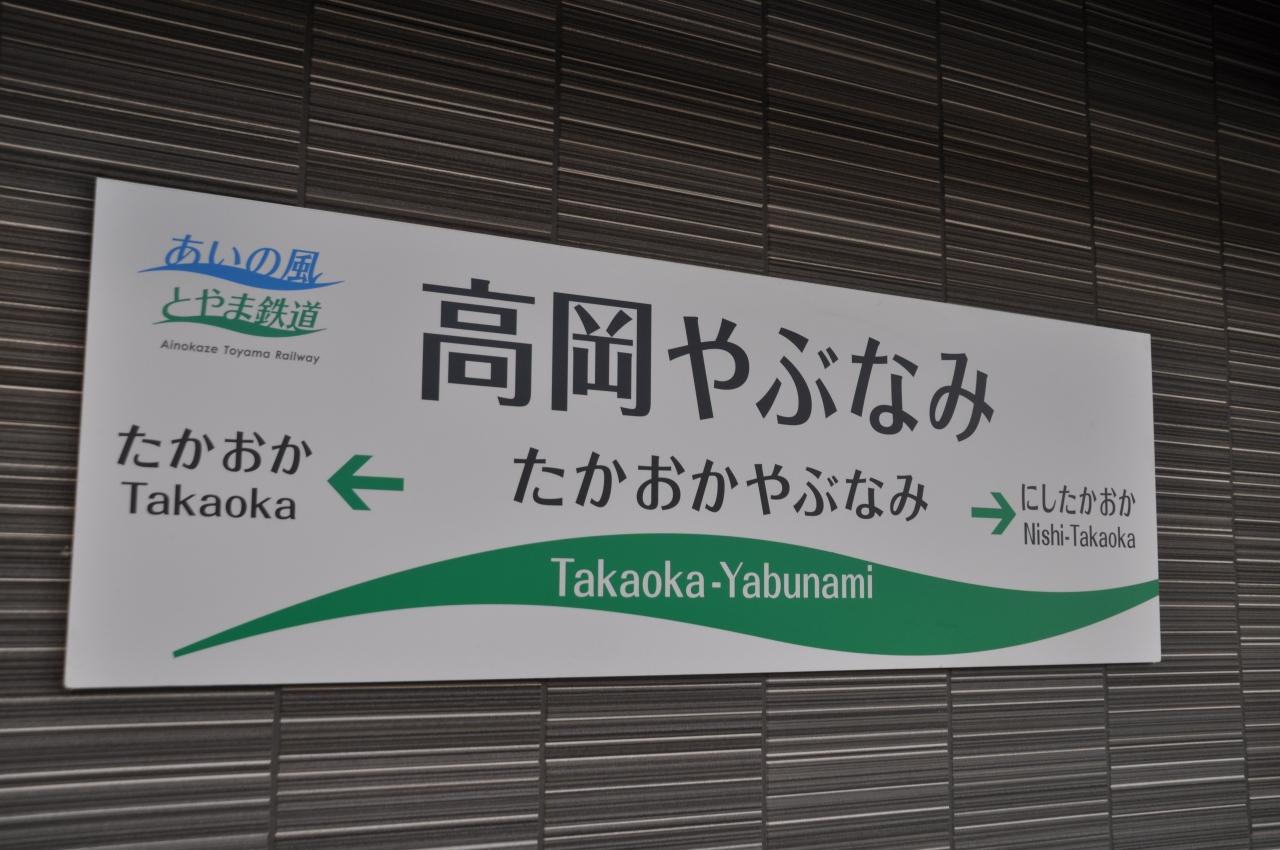 あいの風
とやま鉄道
Ainokaze Toyama Railway
高岡やぶなみ
たかおか
Takaoka
たかおかやぶなみ
にしたかおか
Nishi-Takaoka
Takaoka-Yabunami